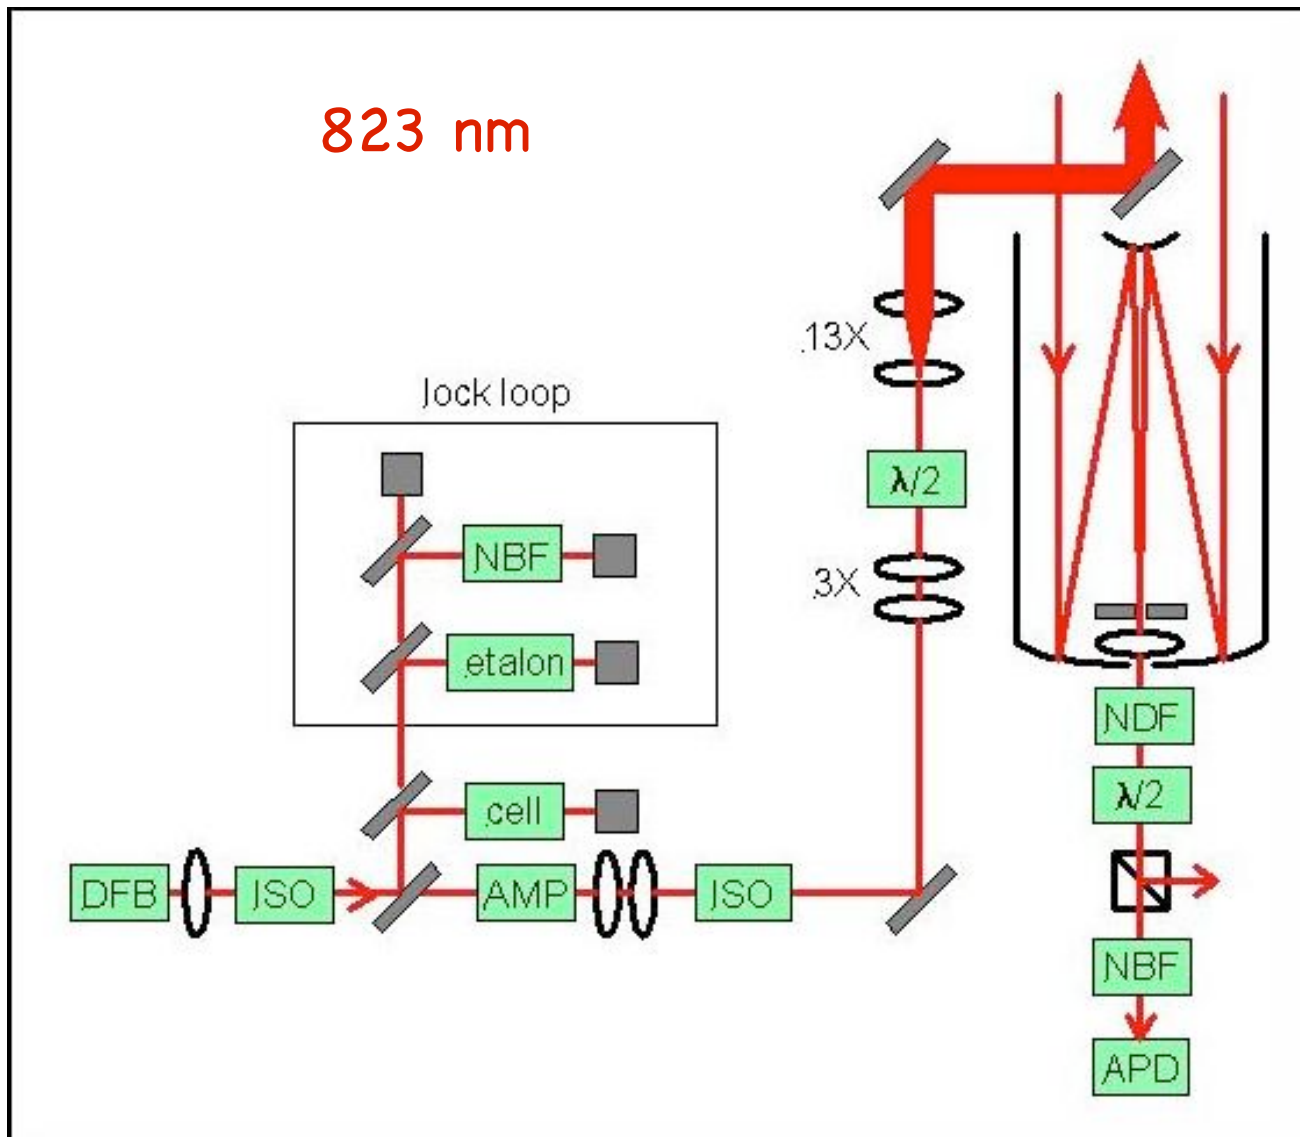 823 nm
13X
lock loop
λ/2
NBF
3X
etalon
NDF
λ/2
cell
DFB
ISO
AMP
ISO
NBF
APD